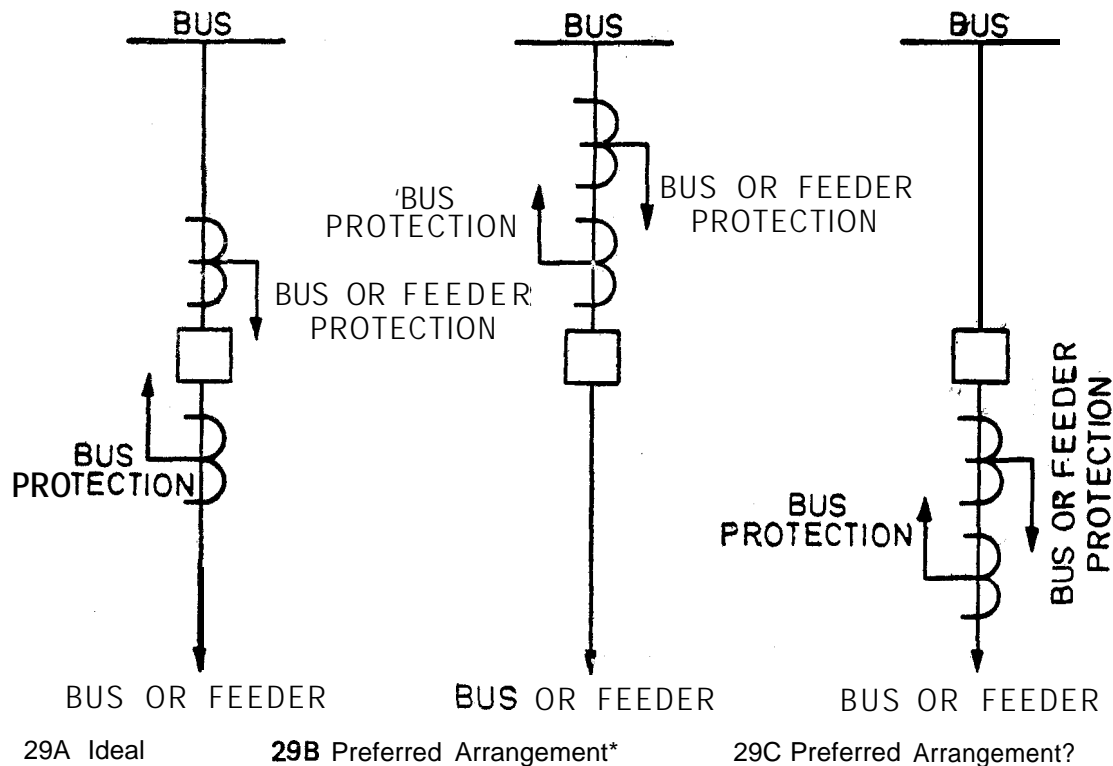 BUS
BUS OR FEEDER
PROTECTION
BUS
PROTECTION
BUS OR FEEDER
29A Ideal
BUS
'BUS
PROTECTION
BUS OR FEEDER
PROTECTION
BUS OR FEEDER
29B Preferred Arrangement*
BUS
BUS OR FEEDER
PROTECTION
BUS
PROTECTION
BUS OR FEEDER
29C Preferred Arrangement?